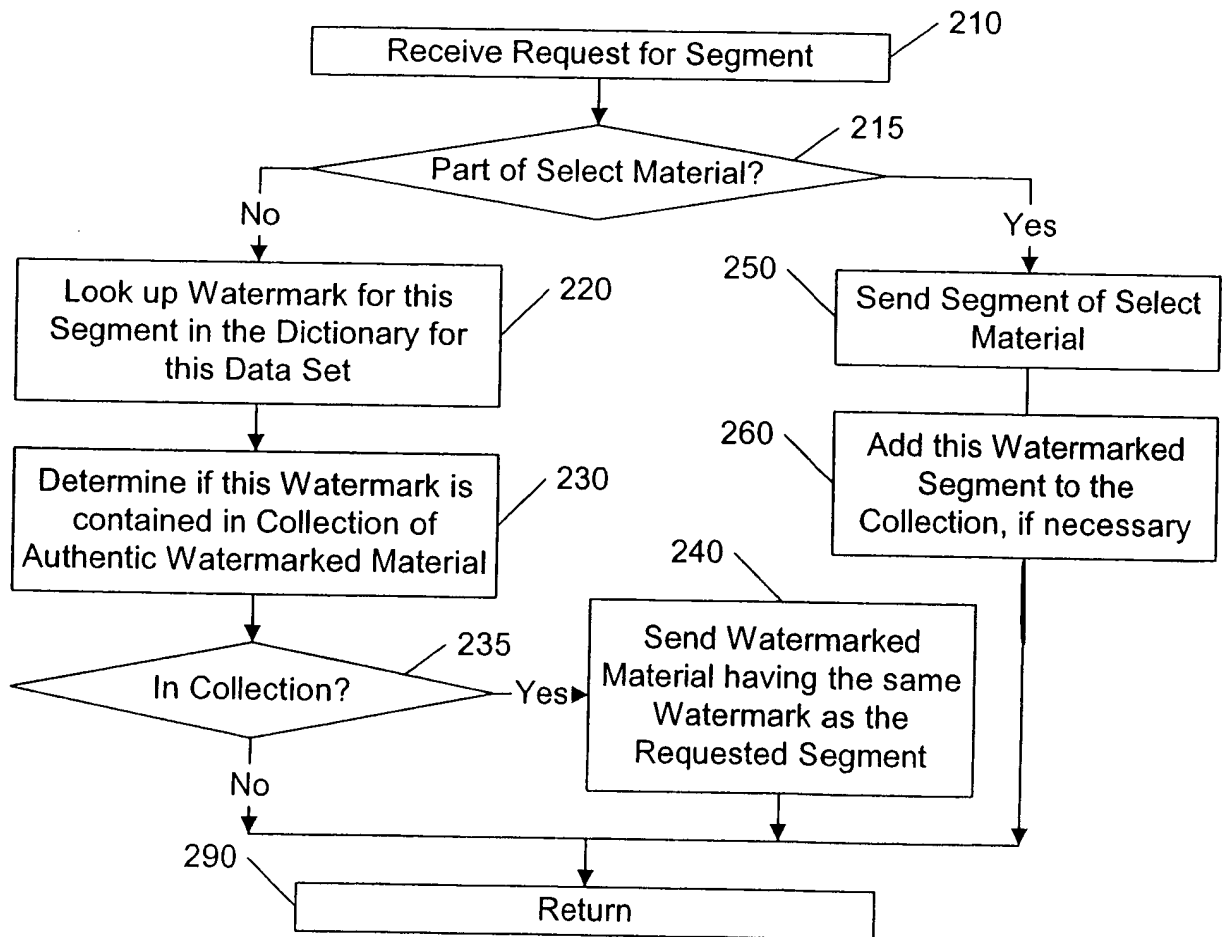 210
Receive Request for Segment
215
Part of Select Material?
No
Yes
220
Look up Watermark for this
Segment in the Dictionary for
this Data Set
250
Send Segment of Select
Material
230
Determine if this Watermark is
contained in Collection of
Authentic Watermarked Material
260
Add this Watermarked
Segment to the
Collection, if necessary
235
In Collection?
Yes
240
Send Watermarked
Material having the same
Watermark as the
Requested Segment
No
290
Return